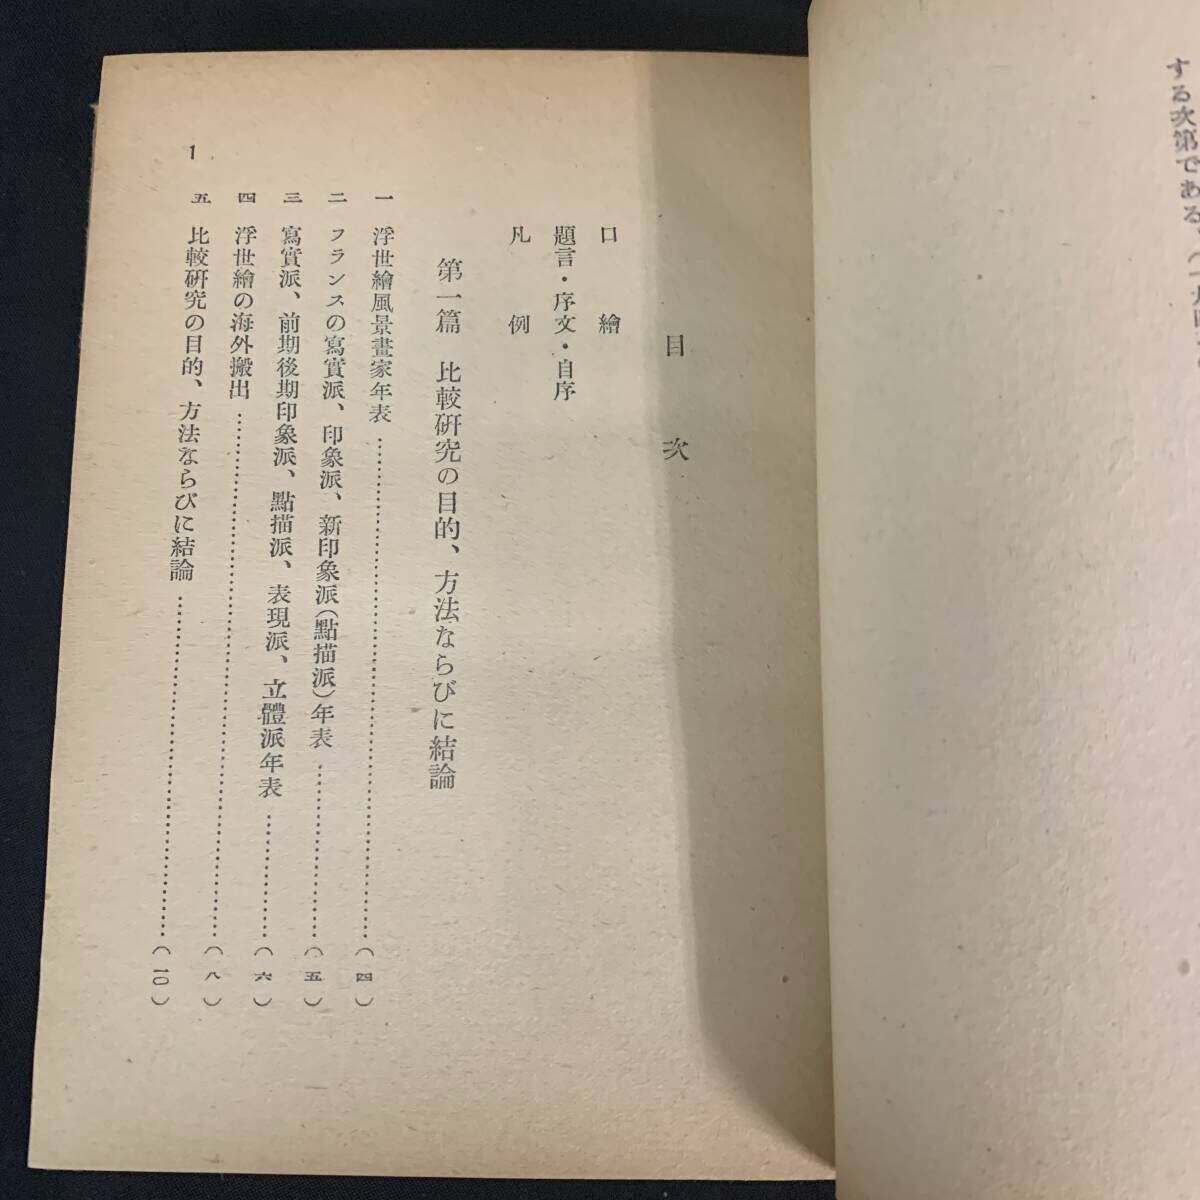 する次第である。
目次
口繪
題言・序文・自序
凡例
第一篇 比較硏究の目的、方法ならびに結論
一 浮世繪風景畫家年表…………(四)
二 フランスの寫實派、印象派、新印象派(點描派)年表…………(五)
三 寫實派、前期後期印象派、點描派、表現派、立體派年表…………(六)
四 浮世繪の海外搬出…………(八)
五 比較硏究の目的、方法ならびに結論…………(一〇)
1